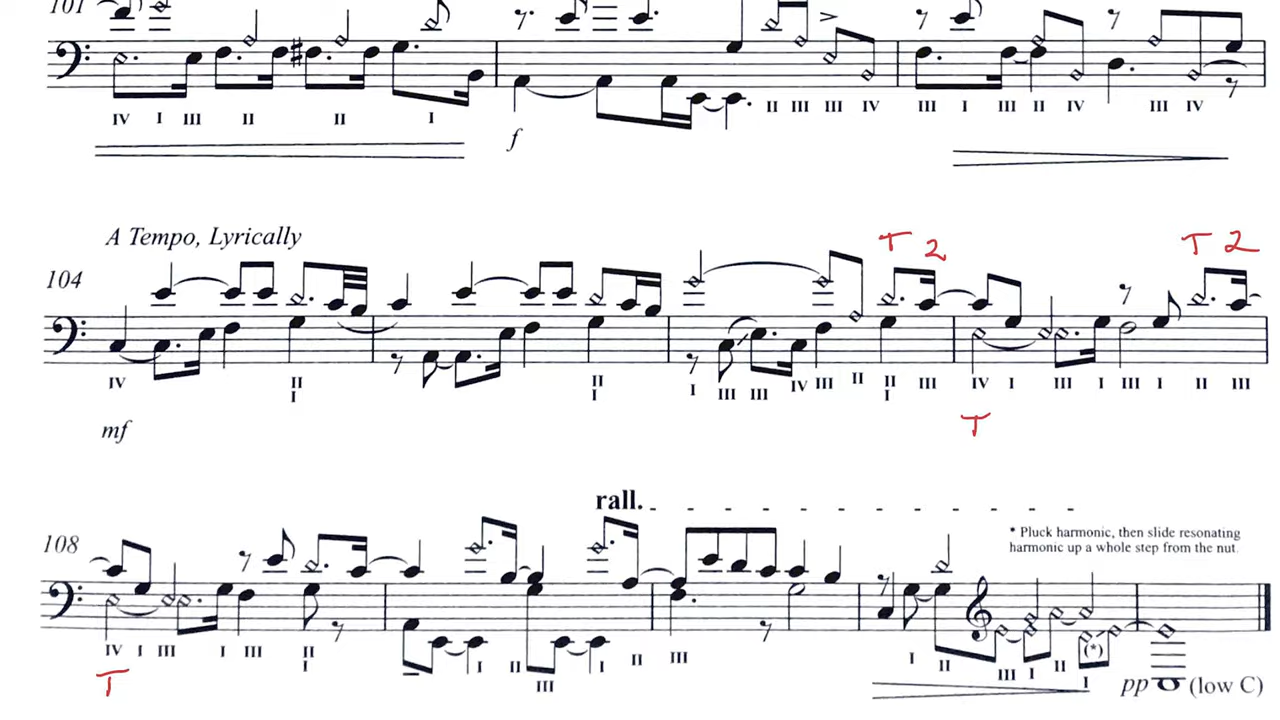 101
IV I III II II I II III III IV III I III II IV III IV
f
A Tempo, Lyrically
T 2 T 2
104
IV II I II I I III III IV III II II I III IV I III I III I II III
mf
T
rall.
* Pluck harmonic, then slide resonating
harmonic up a whole step from the nut.
108
IV I III I III II I I II III I II III I II III I II I (*)
T
pp (low C)